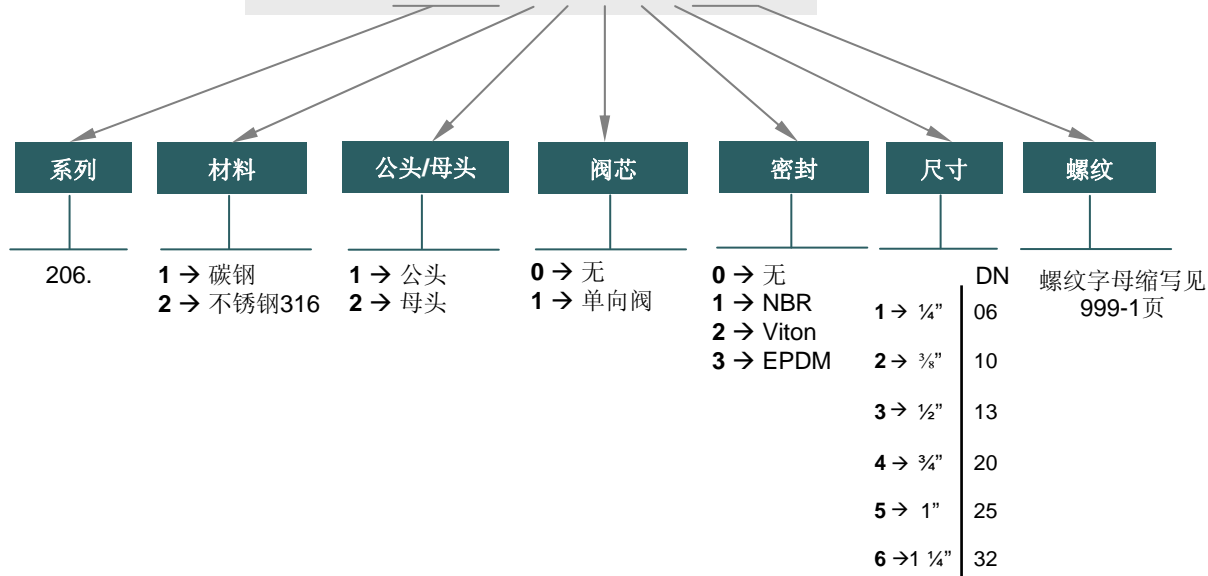 系列
材料
公头/母头
阀芯
密封
尺寸
螺纹
206.
1 → 碳钢
2 → 不锈钢316
1 → 公头
2 → 母头
0 → 无
1 → 单向阀
0 → 无
1 → NBR
2 → Viton
3 → EPDM
DN
1 → ¼” 06
2 → ⅜” 10
3 → ½” 13
4 → ¾” 20
5 → 1” 25
6 →1 ¼” 32
螺纹字母缩写见
999-1页